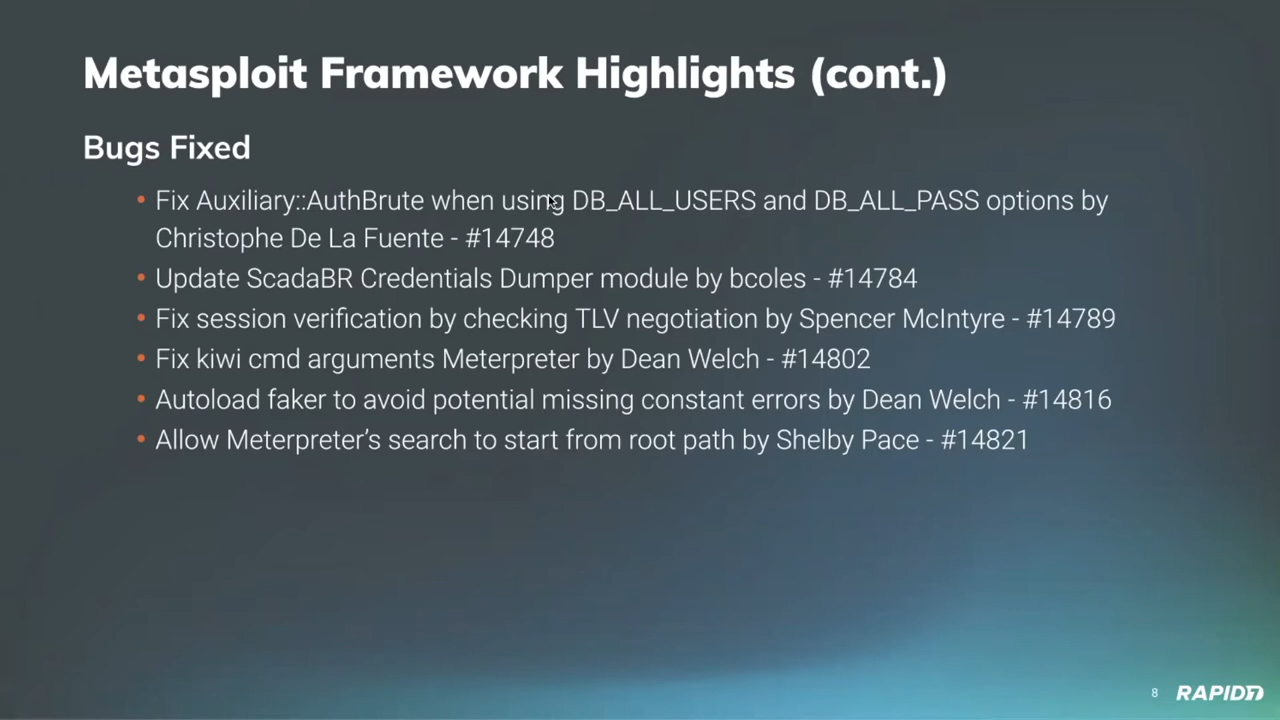 Metasploit Framework Highlights (cont.)
Bugs Fixed
• Fix Auxiliary::AuthBrute when using DB_ALL_USERS and DB_ALL_PASS options by
Christophe De La Fuente - #14748
• Update ScadaBR Credentials Dumper module by bcoles - #14784
• Fix session verification by checking TLV negotiation by Spencer McIntyre - #14789
• Fix kiwi cmd arguments Meterpreter by Dean Welch - #14802
• Autoload faker to avoid potential missing constant errors by Dean Welch - #14816
• Allow Meterpreter’s search to start from root path by Shelby Pace - #14821
8 RAPID7